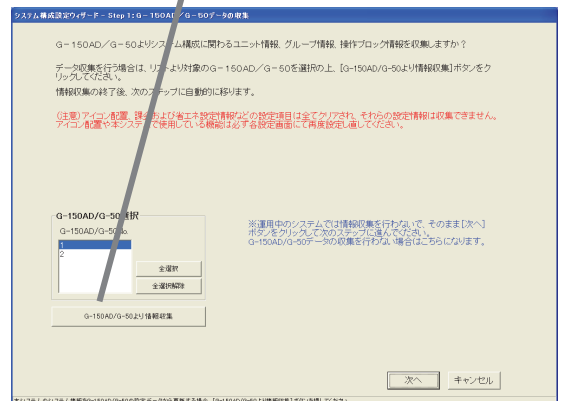 システム構成設定ウィザード - Step 1:G-150AD/G-50データの収集
G-150AD/G-50よりシステム構成に関わるユニット情報、グループ情報、操作ブロック情報を収集しますか?
データ収集を行う場合は、リストより対象のG-150AD/G-50を選択の上、[G-150AD/G-50より情報収集]ボタンをク
リックしてください。
情報収集の終了後、次のステップに自動的に移ります。
(注意)アイコン配置、課金および省エネ設定情報などの設定項目は全てクリアされ、それらの設定情報は収集できません。
アイコン配置や本システムで使用している機能は必ず各設定画面にて再度設定し直してください。
G-150AD/G-50選択
G-150AD/G-50No.
1
2
全選択
全選択解除
G-150AD/G-50より情報収集
※運用中のシステムでは情報収集を行わないで、そのまま[次へ]
ボタンをクリックして次のステップに進んでください。
G-150AD/G-50データの収集を行わない場合はこちらになります。
次へ
キャンセル